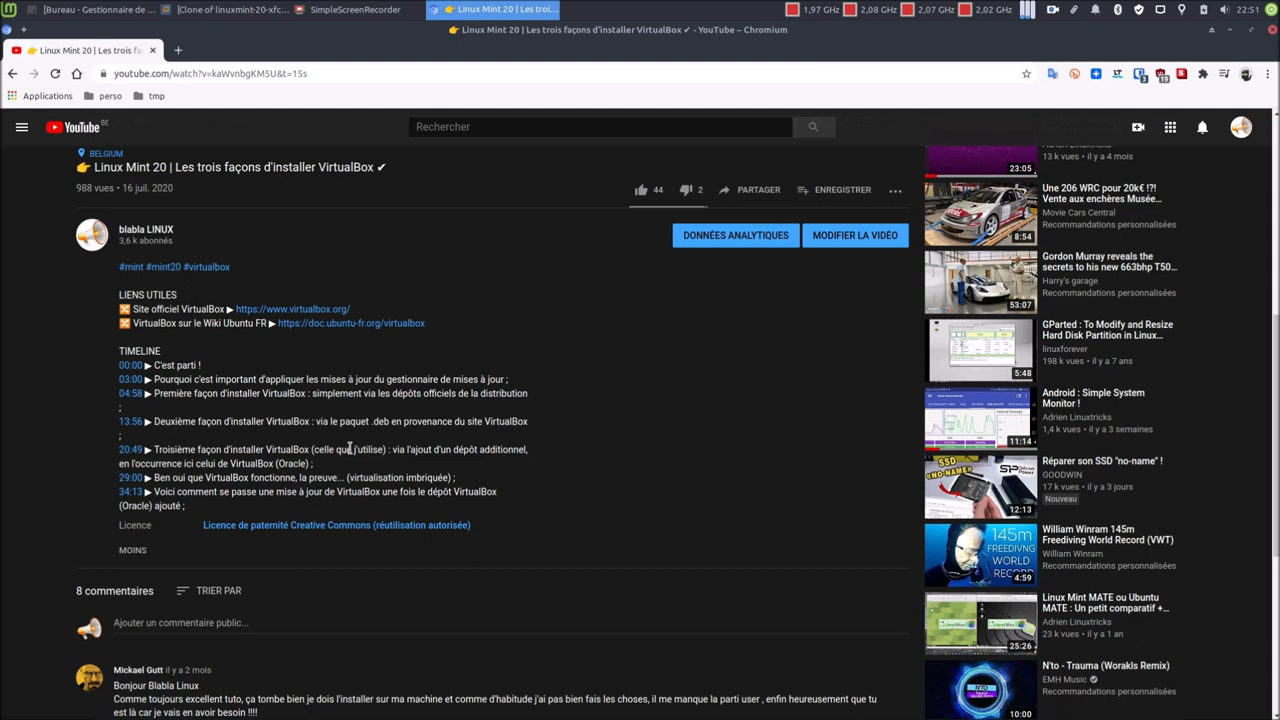 [Bureau - Gestionnaire de ...
[Clone of linuxmint-20-xfc...
SimpleScreenRecorder
👉 Linux Mint 20 | Les troi...
1,97 GHz
2,08 GHz
2,07 GHz
2,02 GHz
22:51
👉 Linux Mint 20 | Les trois façons d'installer VirtualBox ✔ - YouTube – Chromium
👉 Linux Mint 20 | Les trois fa
youtube.com/watch?v=kaWvnbgKM5U&t=15s
Applications
perso
tmp
YouTube BE
Rechercher
BELGIUM
👉 Linux Mint 20 | Les trois façons d'installer VirtualBox ✔
988 vues • 16 juil. 2020
44
2
PARTAGER
ENREGISTRER
blabla LINUX
3,6 k abonnés
DONNÉES ANALYTIQUES
MODIFIER LA VIDÉO
#mint #mint20 #virtualbox
LIENS UTILES
🔀 Site officiel VirtualBox ▶ https://www.virtualbox.org/
🔀 VirtualBox sur le Wiki Ubuntu FR ▶ https://doc.ubuntu-fr.org/virtualbox
TIMELINE
00:00 ▶ C'est parti !
03:00 ▶ Pourquoi c'est important d'appliquer les mises à jour du gestionnaire de mises à jour ;
04:58 ▶ Première façon d'installer VirtualBox : simplement via les dépôts officiels de la distribution
;
13:56 ▶ Deuxième façon d'installer VirtualBox : via le paquet .deb en provenance du site VirtualBox
;
20:49 ▶ Troisième façon d'installer VirtualBox (celle que j'utilise) : via l'ajout d'un dépôt additionnel,
en l'occurrence ici celui de VirtualBox (Oracle) ;
29:00 ▶ Ben oui que VirtualBox fonctionne, la preuve... (virtualisation imbriquée) ;
34:13 ▶ Voici comment se passe une mise à jour de VirtualBox une fois le dépôt VirtualBox
(Oracle) ajouté ;
Licence
Licence de paternité Creative Commons (réutilisation autorisée)
MOINS
8 commentaires
TRIER PAR
Ajouter un commentaire public...
Mickael Gutt il y a 2 mois
Bonjour Blabla Linux
Comme toujours excellent tuto, ça tombe bien je dois l'installer sur ma machine et comme d'habitude j'ai pas bien fait les choses, il me manque la parti user , enfin heureusement que tu
est là car je vais en avoir besoin !!!!
13 k vues • il y a 4 mois
23:05
Une 206 WRC pour 20k€ !?!
Vente aux enchères Musée...
Movie Cars Central
Recommandations personnalisées
8:54
Gordon Murray reveals the
secrets to his new 663bhp T50...
Harry's garage
Recommandations personnalisées
53:07
GParted : To Modify and Resize
Hard Disk Partition in Linux...
linuxforever
198 k vues • il y a 7 ans
5:48
Android : Simple System
Monitor !
Adrien Linuxtricks
1,4 k vues • il y a 3 semaines
11:14
Réparer son SSD "no-name" !
GOODWIN
17 k vues • il y a 3 jours
Nouveau
SSD
«NO-NAME»
SP
Silicon Power
12:13
William Winram 145m
Freediving World Record (VWT)
William Winram
Recommandations personnalisées
145m
FREEDIVNG
WORLD
RECORD
4:59
Linux Mint MATE ou Ubuntu
MATE : Un petit comparatif +...
Adrien Linuxtricks
23 k vues • il y a 1 an
LibreOffice
LibreOffice
25:26
N'to - Trauma (Worakls Remix)
EMH Music
Recommandations personnalisées
N'TO
10:00